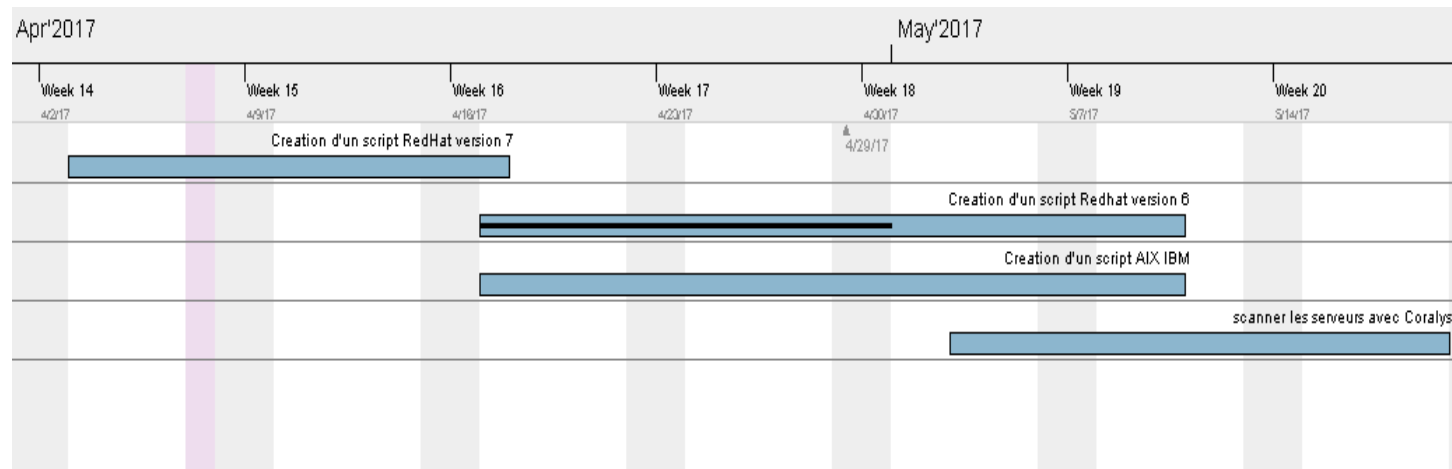 Apr'2017
May'2017
Week 14
Week 15
Week 16
Week 17
Week 18
Week 19
Week 20
4/2/17
4/9/17
4/16/17
4/23/17
4/30/17
5/7/17
5/14/17
4/29/17
Creation d'un script RedHat version 7
Creation d'un script Redhat version 6
Creation d'un script AIX IBM
scanner les serveurs avec Coralys